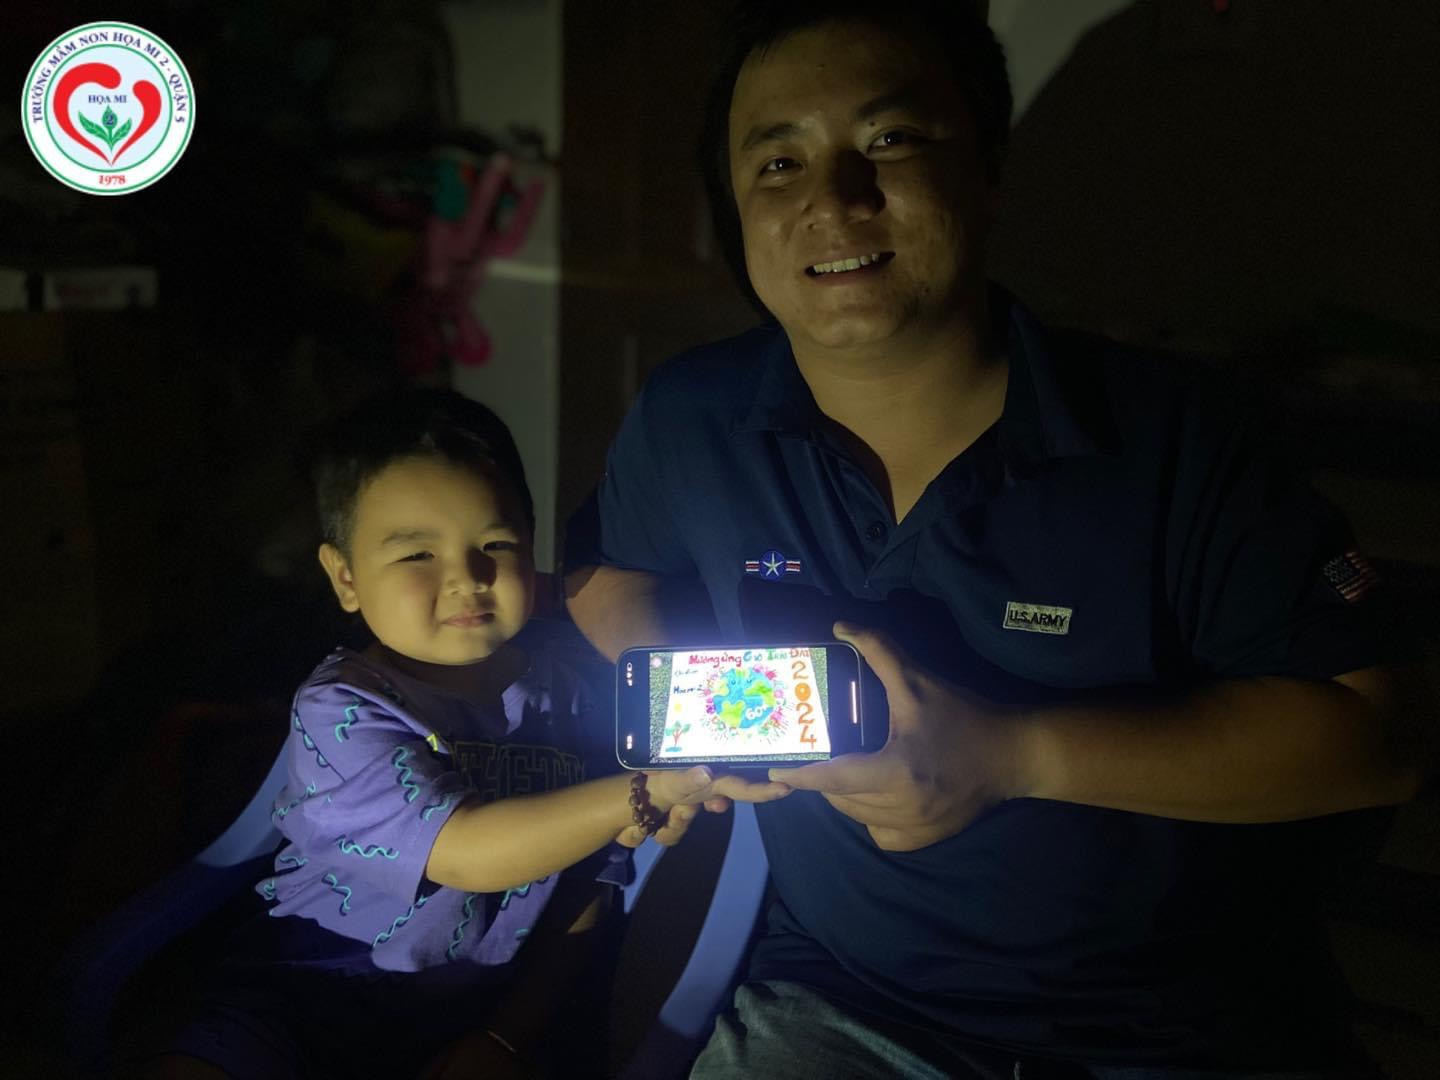 TRƯỜNG MẦM NON HỌA MI 2 - QUẬN 5
HỌA MI
2
1978
U.S.ARMY
Hưởng ứng Giờ Trái Đất
2024
60+